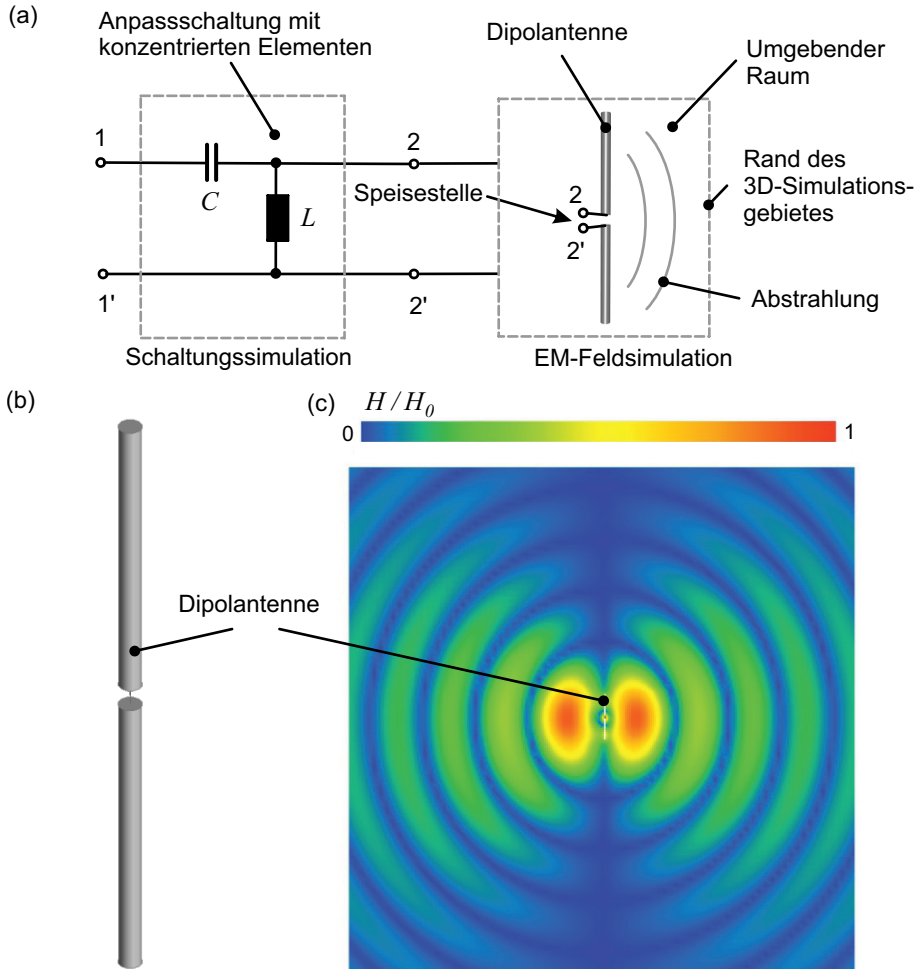 (a)
Anpassschaltung mit
konzentrierten Elementen
Dipolantenne
Umgebender
Raum
1
2
C
L
Speisestelle
2
2'
Rand des
3D-Simulations-
gebietes
1'
2'
Abstrahlung
Schaltungssimulation
EM-Feldsimulation
(b)
(c)
H/H0
0
1
Dipolantenne